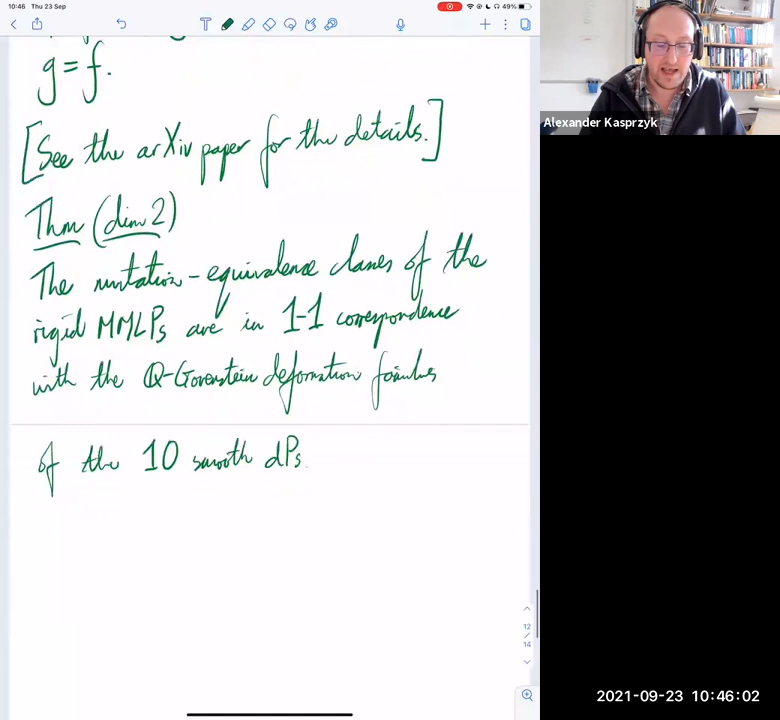 10:46 Thu 23 Sep
49%
g=f.
[See the arXiv paper for the details.]
Thm (dim 2)
The mutation-equivalence classes of the
rigid MMLPs are in 1-1 correspondence
with the Q-Gorenstein deformation families
of the 10 smooth dPs.
12
/
14
Alexander Kasprzyk
2021-09-23 10:46:02